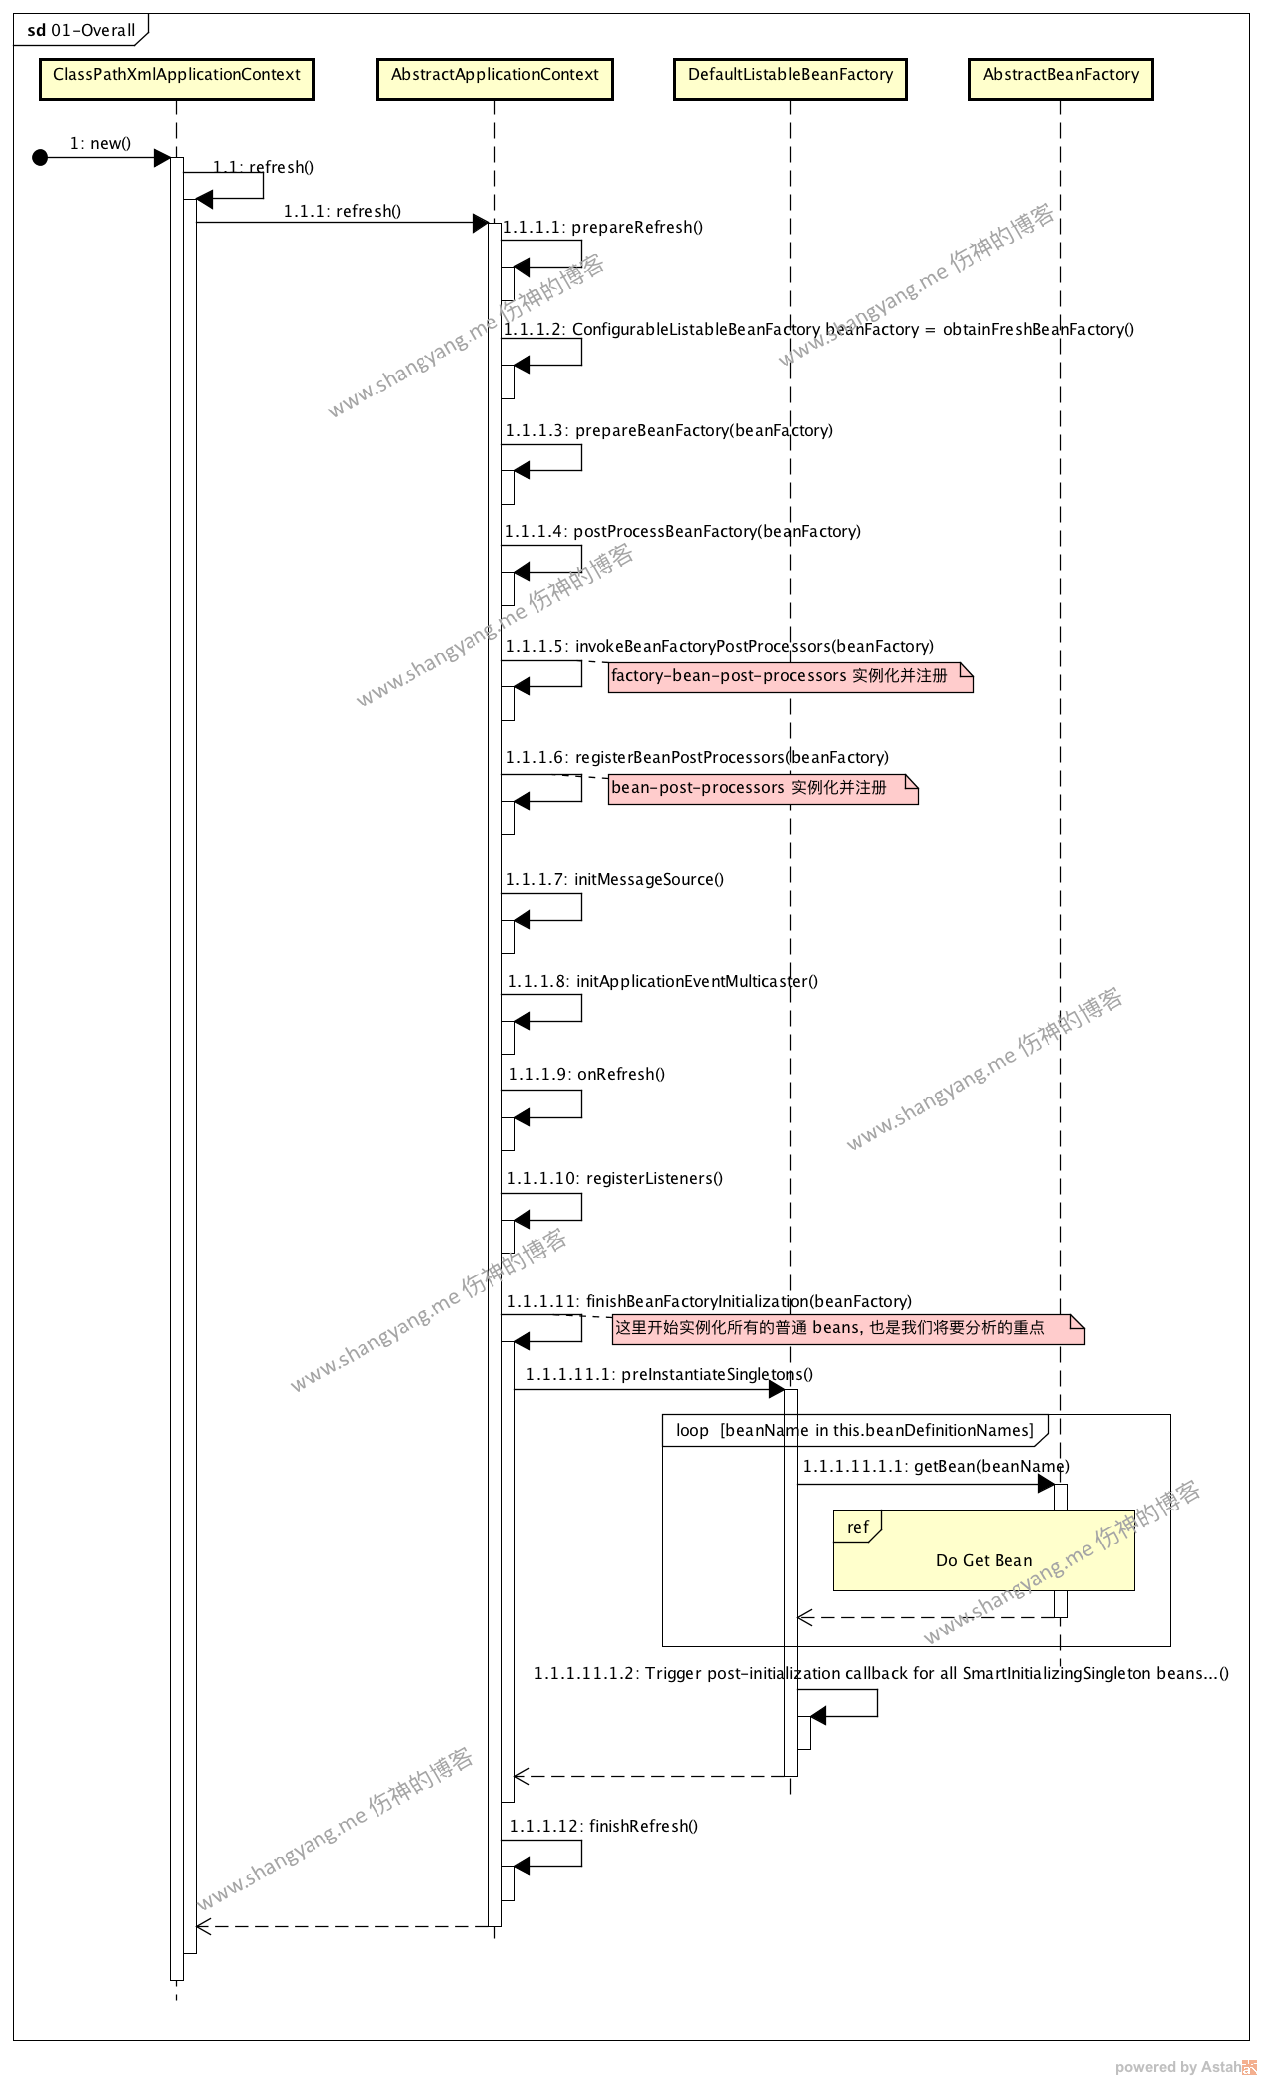 sd 01-Overall
ClassPathXmlApplicationContext
AbstractApplicationContext
DefaultListableBeanFactory
AbstractBeanFactory
1: new()
1.1: refresh()
1.1.1: refresh()
1.1.1.1: prepareRefresh()
www.shangyang.me 伤神的博客
www.shangyang.me 伤神的博客
1.1.1.2: ConfigurableListableBeanFactory beanFactory = obtainFreshBeanFactory()
1.1.1.3: prepareBeanFactory(beanFactory)
1.1.1.4: postProcessBeanFactory(beanFactory)
www.shangyang.me 伤神的博客
1.1.1.5: invokeBeanFactoryPostProcessors(beanFactory)
factory-bean-post-processors 实例化并注册
1.1.1.6: registerBeanPostProcessors(beanFactory)
bean-post-processors 实例化并注册
1.1.1.7: initMessageSource()
1.1.1.8: initApplicationEventMulticaster()
www.shangyang.me 伤神的博客
1.1.1.9: onRefresh()
1.1.1.10: registerListeners()
www.shangyang.me 伤神的博客
1.1.1.11: finishBeanFactoryInitialization(beanFactory)
这里开始实例化所有的普通 beans, 也是我们将要分析的重点
1.1.1.11.1: preInstantiateSingletons()
loop [beanName in this.beanDefinitionNames]
1.1.1.11.1.1: getBean(beanName)
www.shangyang.me 伤神的博客
ref
Do Get Bean
1.1.1.11.1.2: Trigger post-initialization callback for all SmartInitializingSingleton beans...()
www.shangyang.me 伤神的博客
1.1.1.12: finishRefresh()
powered by Astah